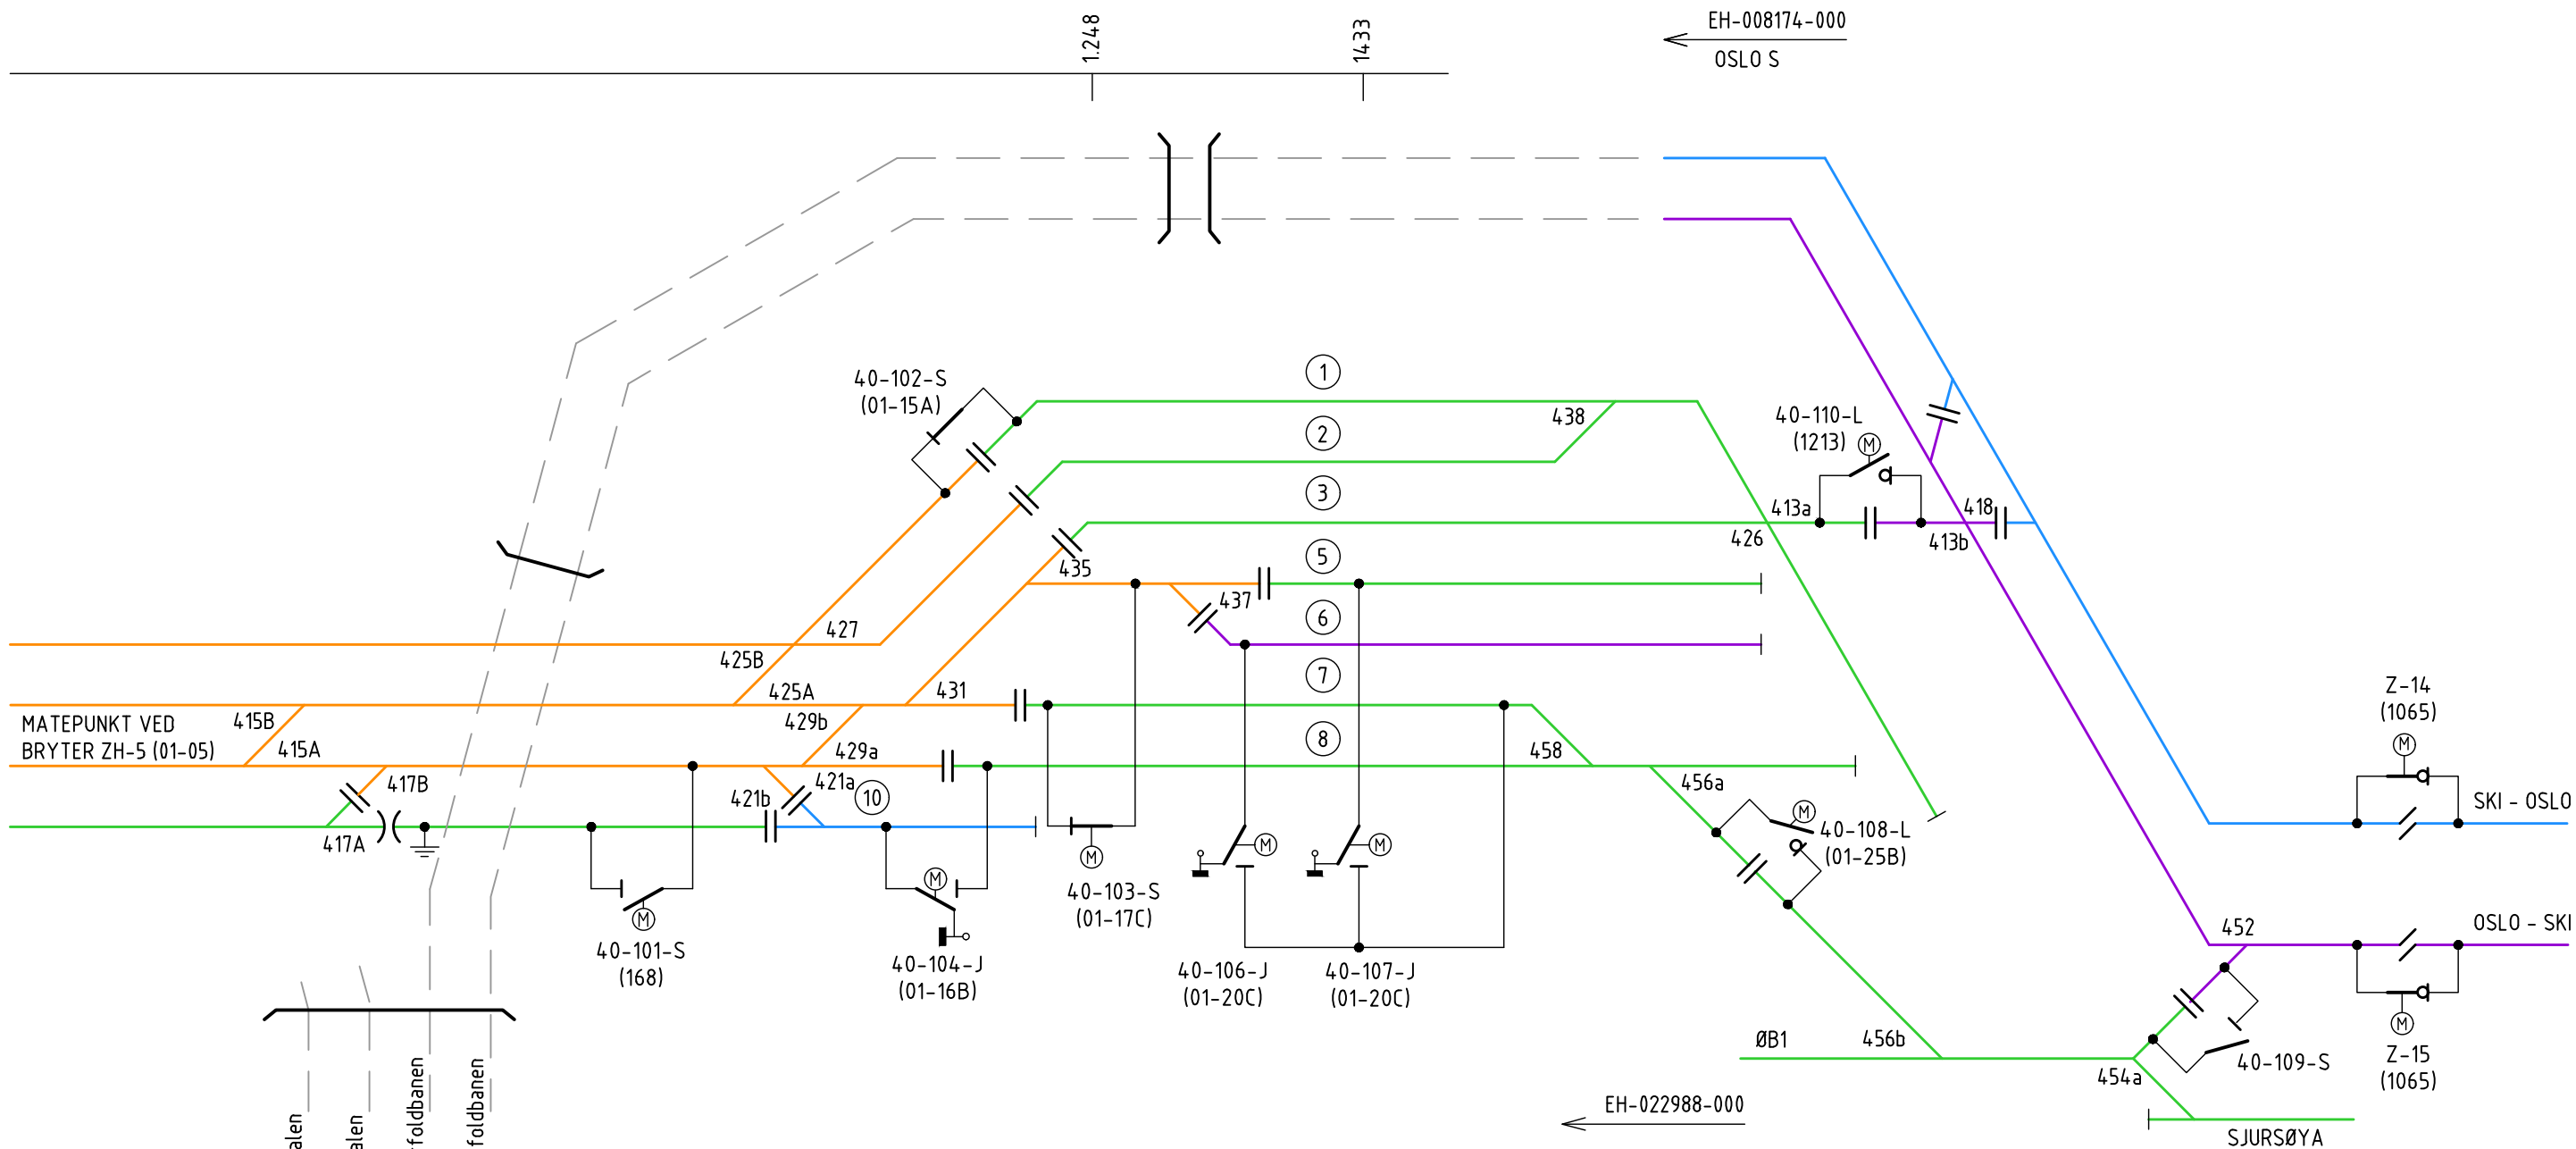 1.248
1433
EH-008174-000
OSLO S
40-102-S
(01-15A)
1
438
2
40-110-L
(1213)
M
3
413a
418
426
413b
435
5
437
6
427
425B
7
425A
431
MATEPUNKT VED
BRYTER ZH-5 (01-05)
415B
415A
429b
429a
8
458
Z-14
(1065)
M
417B
421a
421b
10
456a
SKI - OSLO
417A
M
40-108-L
(01-25B)
M
M
M
40-103-S
(01-17C)
M
M
40-101-S
(168)
40-104-J
(01-16B)
40-106-J
(01-20C)
40-107-J
(01-20C)
452
OSLO - SKI
M
Z-15
(1065)
ØB1
456b
40-109-S
454a
EH-022988-000
SJURSØYA
alen
alen
foldbanen
foldbanen